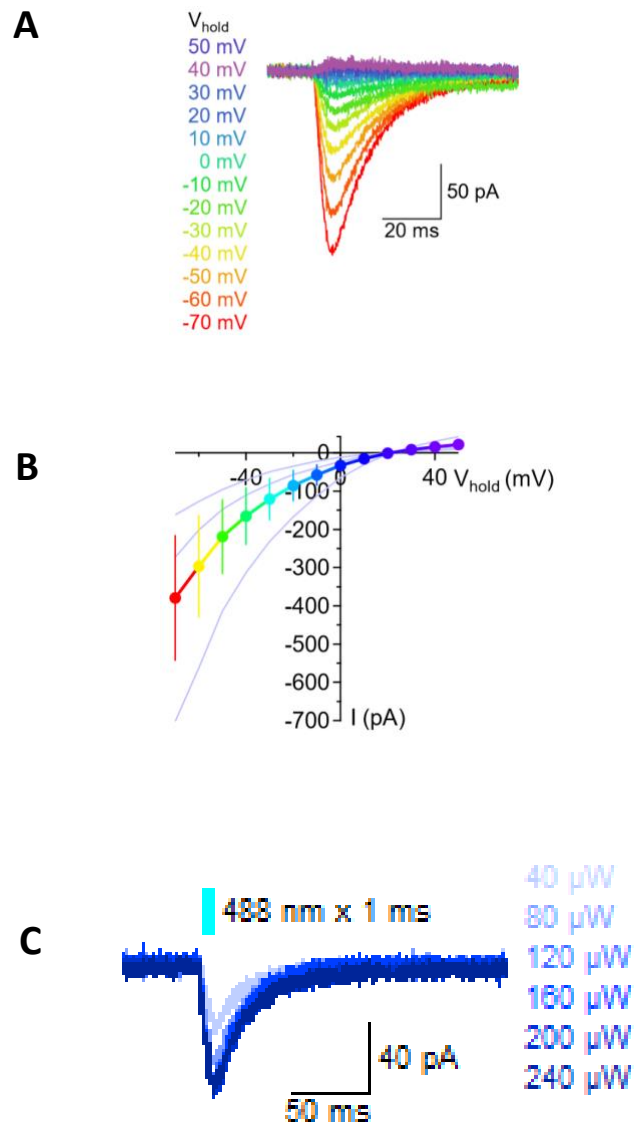 A
V_hold
50 mV
40 mV
30 mV
20 mV
10 mV
0 mV
-10 mV
-20 mV
-30 mV
-40 mV
-50 mV
-60 mV
-70 mV
50 pA
20 ms
B
0
-40
0
40
V_hold (mV)
-100
-200
-300
-400
-500
-600
-700
I (pA)
C
488 nm x 1 ms
40 µW
80 µW
120 µW
160 µW
200 µW
240 µW
40 pA
50 ms